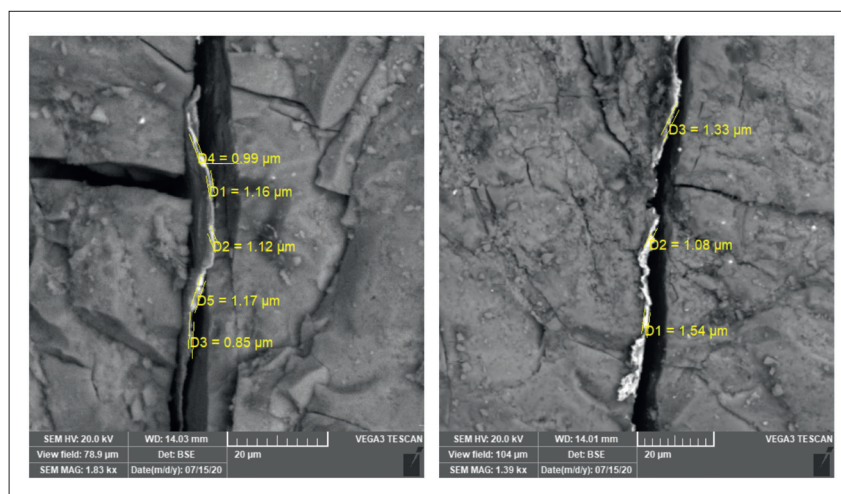 D4 = 0.99 µm
D1 = 1.16 µm
D2 = 1.12 µm
D5 = 1.17 µm
D3 = 0.85 µm
SEM HV: 20.0 kV WD: 14.03 mm VEGA3 TESCAN
View field: 78.9 µm Det: BSE 20 µm
SEM MAG: 1.83 kx Date(m/d/y): 07/15/20
D3 = 1.33 µm
D2 = 1.08 µm
D1 = 1.54 µm
SEM HV: 20.0 kV WD: 14.01 mm VEGA3 TESCAN
View field: 104 µm Det: BSE 20 µm
SEM MAG: 1.39 kx Date(m/d/y): 07/15/20